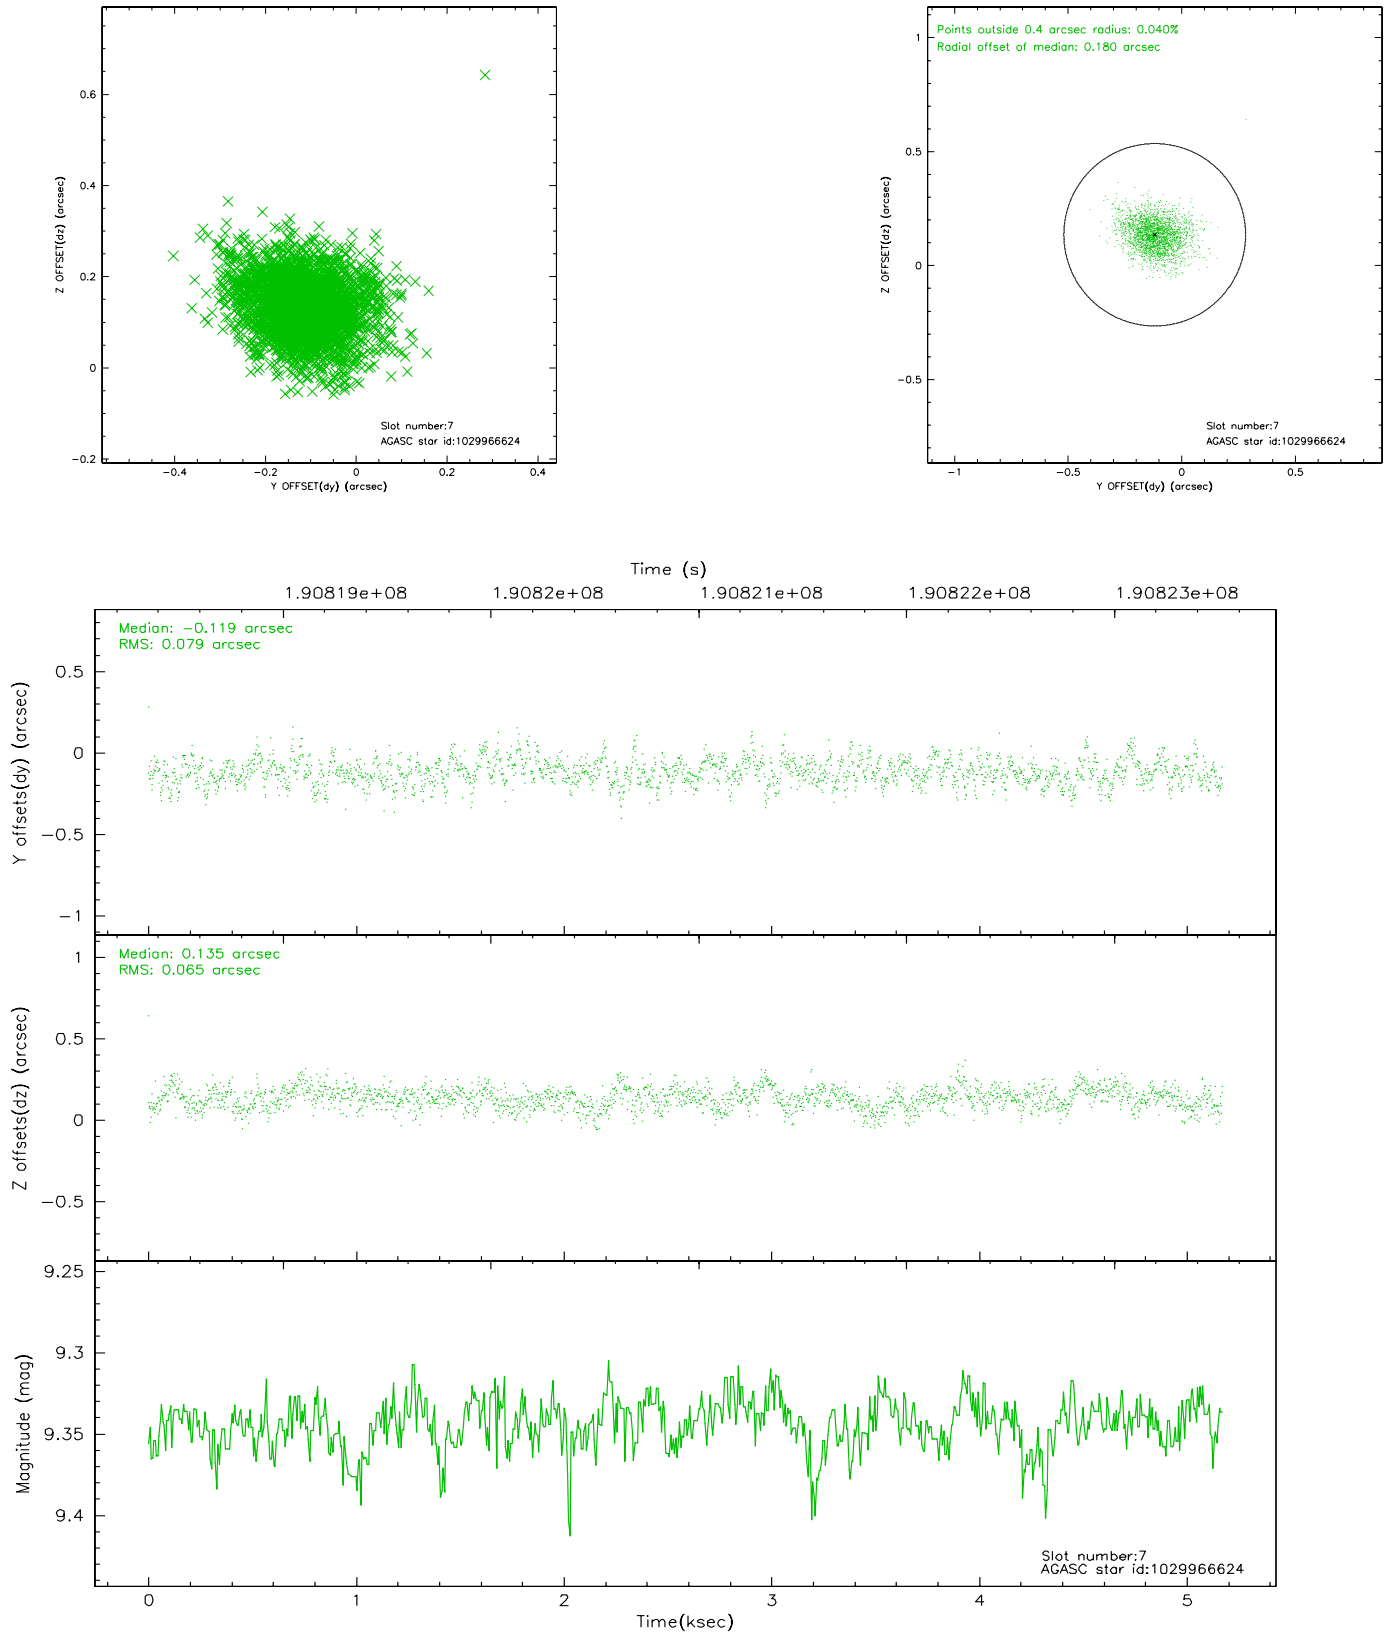 0.6
0.4
0.2
0
−0.2
Z OFFSET(dz) (arcsec)
−0.4
−0.2
0
0.2
0.4
Y OFFSET(dy) (arcsec)
Slot number:7
AGASC star id:1029966624
Points outside 0.4 arcsec radius: 0.040%
Radial offset of median: 0.180 arcsec
1
0.5
0
−0.5
Z OFFSET(dz) (arcsec)
−1
−0.5
0
0.5
Y OFFSET(dy) (arcsec)
Slot number:7
AGASC star id:1029966624
Time (s)
1.90819e+08
1.9082e+08
1.90821e+08
1.90822e+08
1.90823e+08
Median: −0.119 arcsec
RMS: 0.079 arcsec
0.5
0
−0.5
−1
Y offsets(dy) (arcsec)
Median: 0.135 arcsec
RMS: 0.065 arcsec
1
0.5
0
−0.5
Z offsets(dz) (arcsec)
9.25
9.3
9.35
9.4
Magnitude (mag)
Slot number:7
AGASC star id:1029966624
0
1
2
3
4
5
Time(ksec)